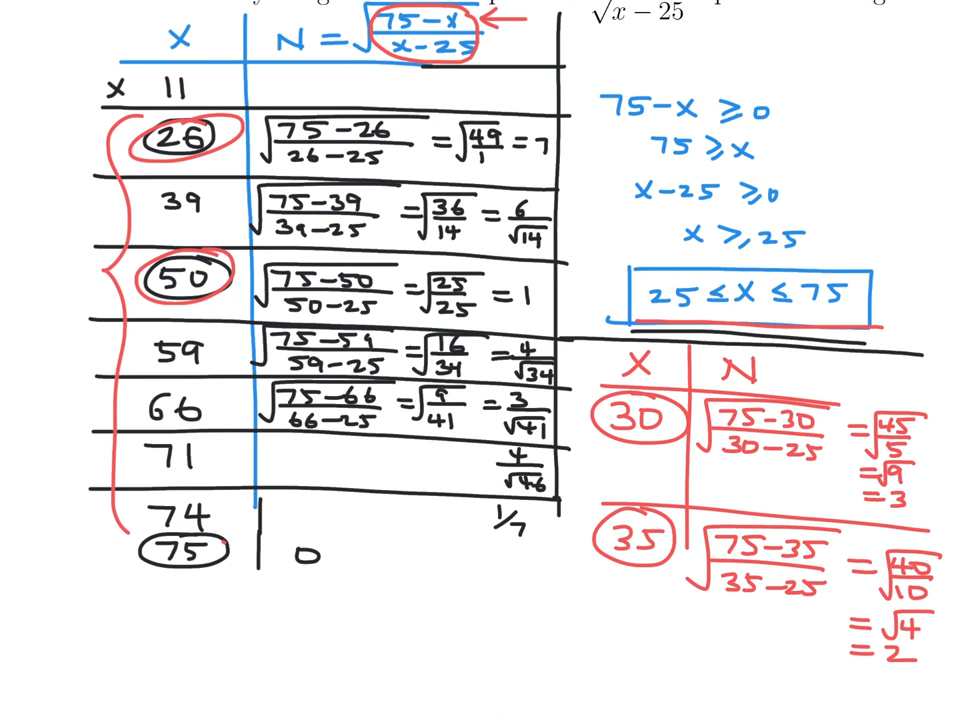 √x − 25
X N = √(75-x / x-25) ←
x 11
26 √(75-26 / 26-25) = √(49/1) = 7
39 √(75-39 / 39-25) = √(36/14) = 6/√14
50 √(75-50 / 50-25) = √(25/25) = 1
59 √(75-59 / 59-25) = √(16/34) = 4/√34
66 √(75-66 / 66-25) = √(9/41) = 3/√41
71 4/√46
74 1/7
75 0
75-x ≥ 0
75 ≥ x
x-25 ≥ 0
x ≥, 25
25 ≤ x ≤ 75
X N
30 √(75-30 / 30-25) = √(45/5)
= √9
= 3
35 √(75-35 / 35-25) = √(40/10)
= √4
= 2